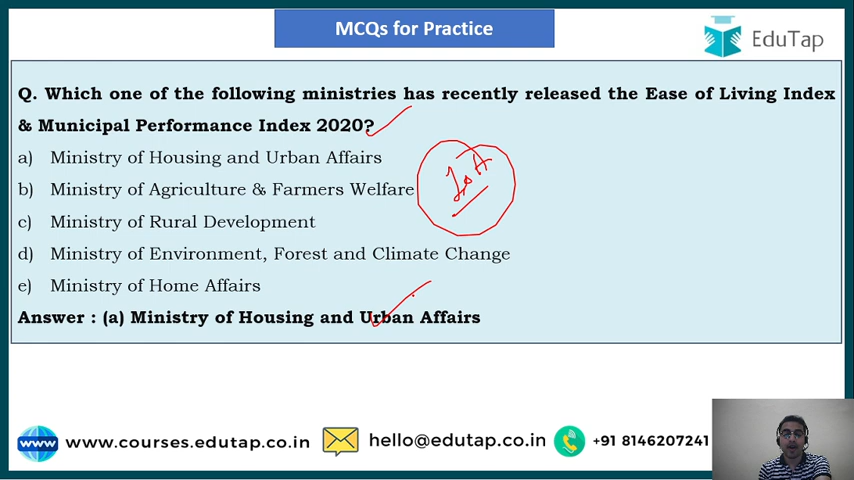 MCQs for Practice
EduTap
Q. Which one of the following ministries has recently released the Ease of Living Index
& Municipal Performance Index 2020?
a) Ministry of Housing and Urban Affairs
b) Ministry of Agriculture & Farmers Welfare
c) Ministry of Rural Development
d) Ministry of Environment, Forest and Climate Change
e) Ministry of Home Affairs
Answer : (a) Ministry of Housing and Urban Affairs
www
www.courses.edutap.co.in
hello@edutap.co.in
+91 8146207241